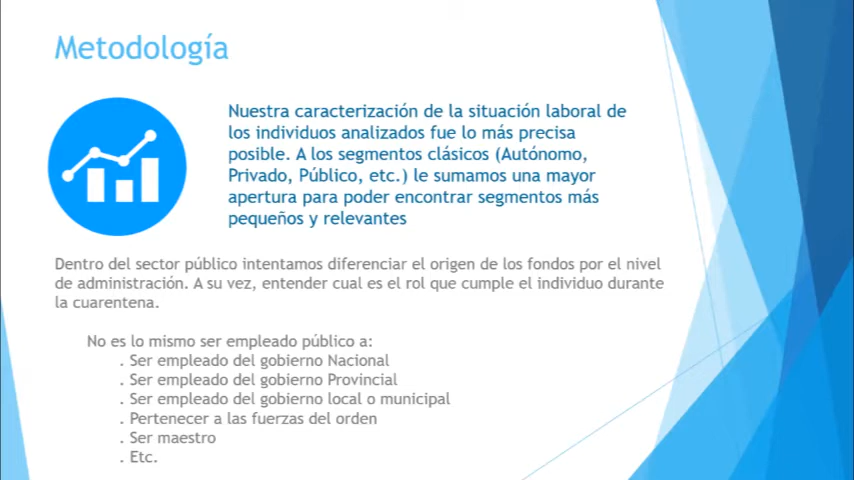 Metodología
Nuestra caracterización de la situación laboral de
los individuos analizados fue lo más precisa
posible. A los segmentos clásicos (Autónomo,
Privado, Público, etc.) le sumamos una mayor
apertura para poder encontrar segmentos más
pequeños y relevantes
Dentro del sector público intentamos diferenciar el origen de los fondos por el nivel
de administración. A su vez, entender cual es el rol que cumple el individuo durante
la cuarentena.
No es lo mismo ser empleado público a:
. Ser empleado del gobierno Nacional
. Ser empleado del gobierno Provincial
. Ser empleado del gobierno local o municipal
. Pertenecer a las fuerzas del orden
. Ser maestro
. Etc.